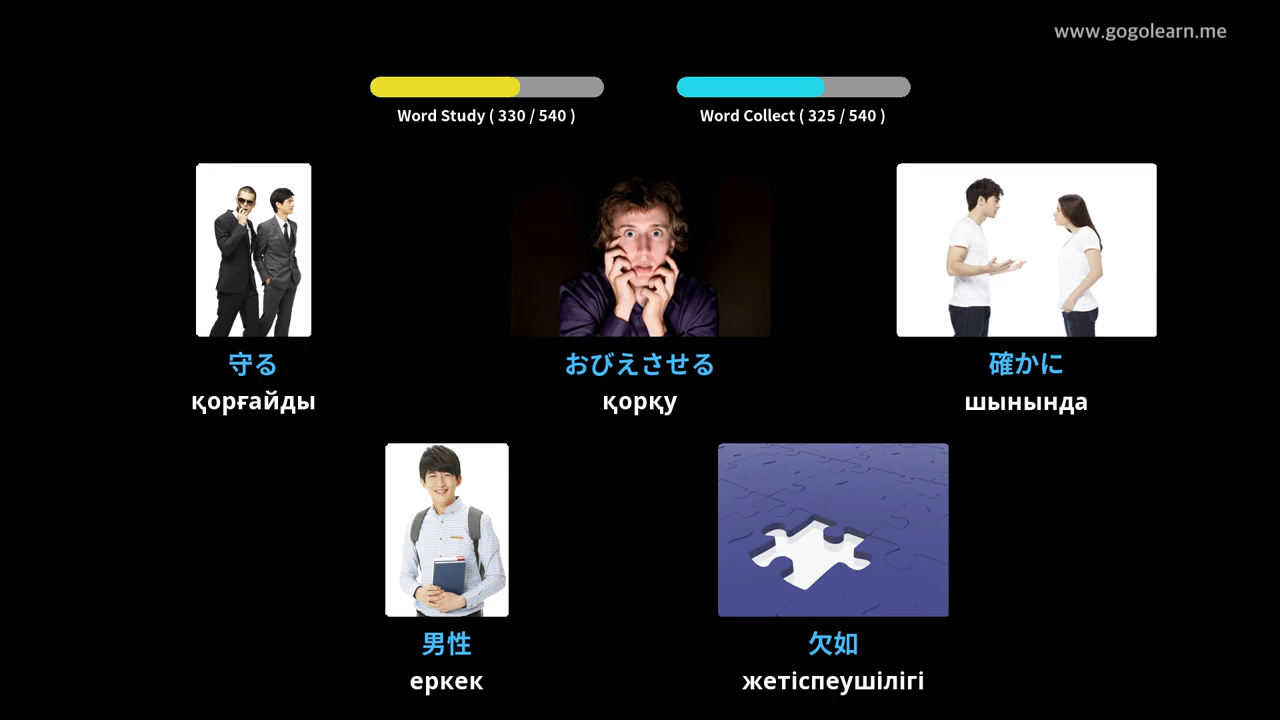 www.gogolearn.me
Word Study ( 330 / 540 )
Word Collect ( 325 / 540 )
守る
おびえさせる
確かに
қорғайды
қорқу
шынында
男性
欠如
еркек
жетіспеушілігі